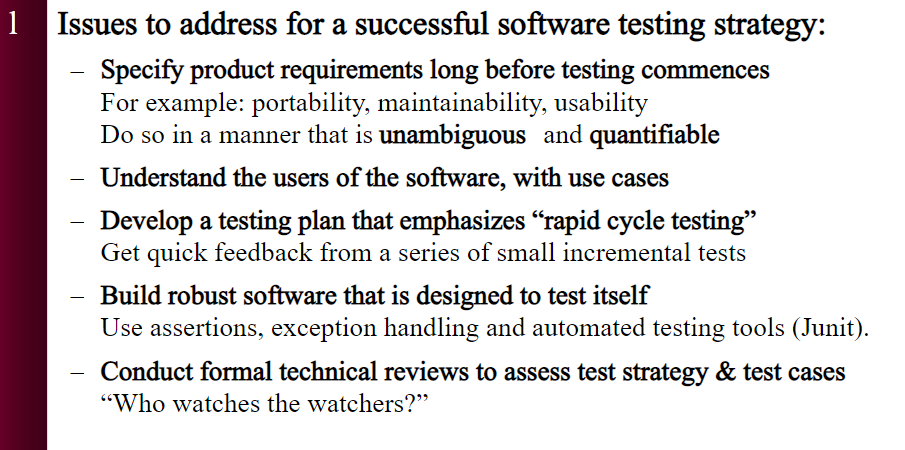 1 Issues to address for a successful software testing strategy:
– Specify product requirements long before testing commences
For example: portability, maintainability, usability
Do so in a manner that is unambiguous and quantifiable
– Understand the users of the software, with use cases
– Develop a testing plan that emphasizes “rapid cycle testing”
Get quick feedback from a series of small incremental tests
– Build robust software that is designed to test itself
Use assertions, exception handling and automated testing tools (Junit).
– Conduct formal technical reviews to assess test strategy & test cases
“Who watches the watchers?”